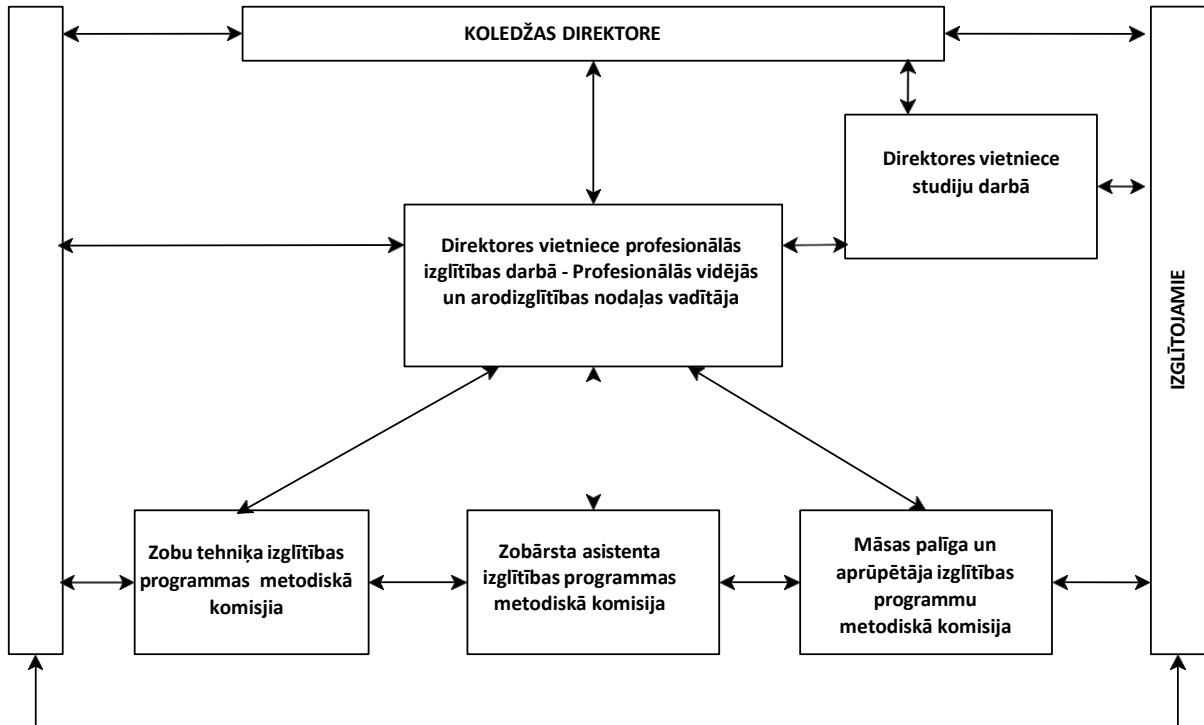 KOLEDŽAS DIREKTORE
Direktores vietniece
studiju darbā
Direktores vietniece profesionālās
izglītības darbā - Profesionālās vidējās
un arodizglītības nodaļas vadītāja
IZGLĪTOJAMIE
Zobu tehniķa izglītības
programmas metodiskā
komisjia
Zobārsta asistenta
izglītības programmas
metodiskā komisija
Māsas palīga un
aprūpētāja izglītības
programmu
metodiskā komisija